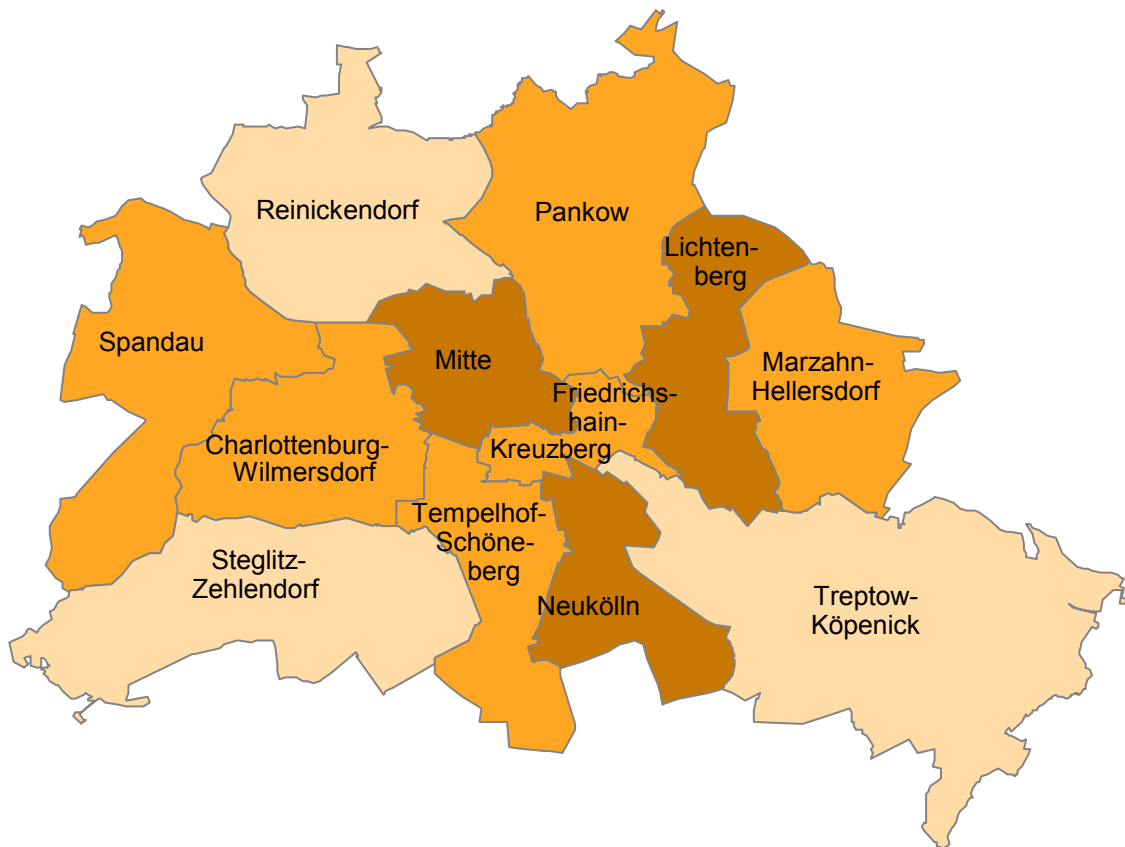 Reinickendorf
Pankow
Lichten-
berg
Spandau
Mitte
Marzahn-
Hellersdorf
Friedrichs-
hain-
Kreuzberg
Charlottenburg-
Wilmersdorf
Tempelhof-
Schöne-
berg
Steglitz-
Zehlendorf
Neukölln
Treptow-
Köpenick